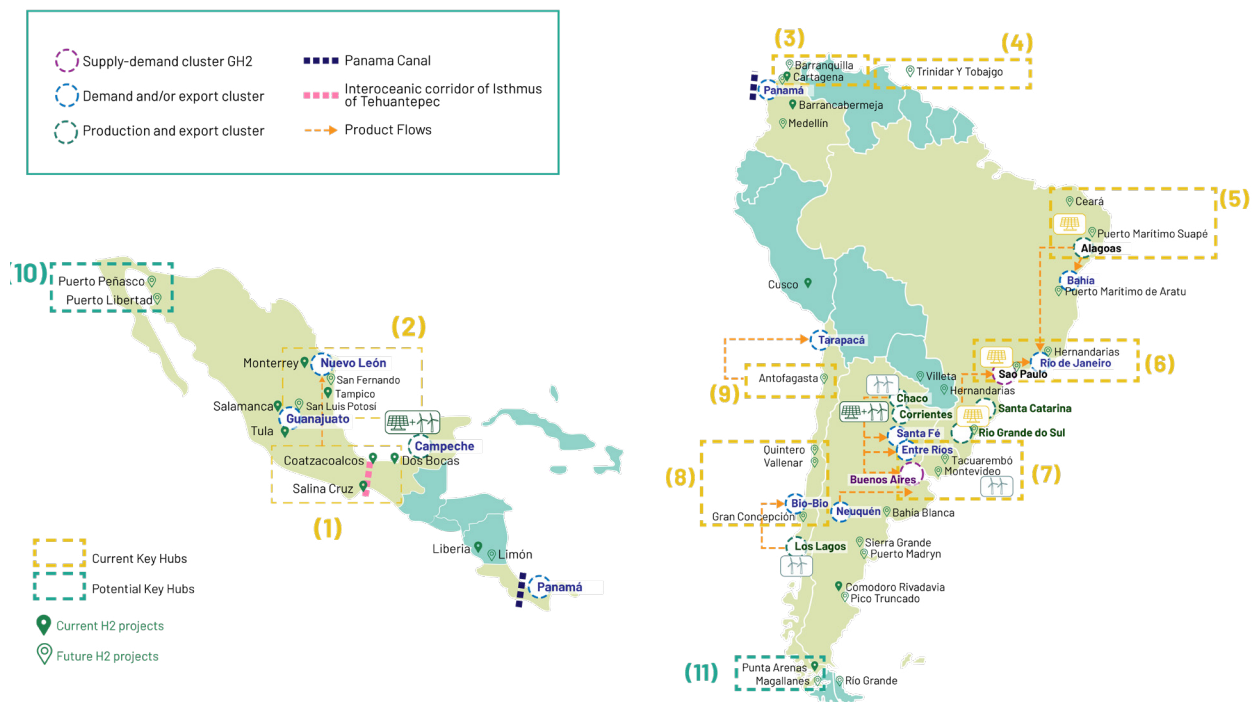 Supply-demand cluster GH2
Demand and/or export cluster
Production and export cluster
Panama Canal
Interoceanic corridor of Isthmus
of Tehuantepec
Product Flows
(10)
Puerto Peñasco
Puerto Libertad
(2)
Monterrey
Nuevo León
San Fernando
Tampico
Salamanca
San Luis Potosí
Guanajuato
Tula
Campeche
Coatzacoalcos
Dos Bocas
Salina Cruz
(1)
Liberia
Limón
Panamá
Current Key Hubs
Potential Key Hubs
Current H2 projects
Future H2 projects
(3)
(4)
Barranquilla
Cartagena
Trinidar Y Tobajgo
Panamá
Barrancabermeja
Medellín
(5)
Ceará
Puerto Marítimo Suapé
Alagoas
Bahía
Puerto Marítimo de Aratu
Cusco
Tarapacá
Hernandarias
Río de Janeiro
(6)
Sao Paulo
(9)
Antofagasta
Villeta
Hernandarias
Chaco
Corrientes
Santa Catarina
Rio Grande do Sul
Santa Fé
Entre Ríos
Quintero
Vallenar
Tacuarembó
Montevideo
(7)
(8)
Buenos Aires
Bio-Bio
Neuquén
Bahía Blanca
Gran Concepción
Los Lagos
Sierra Grande
Puerto Madryn
Comodoro Rivadavia
Pico Truncado
(11)
Punta Arenas
Magallanes
Río Grande